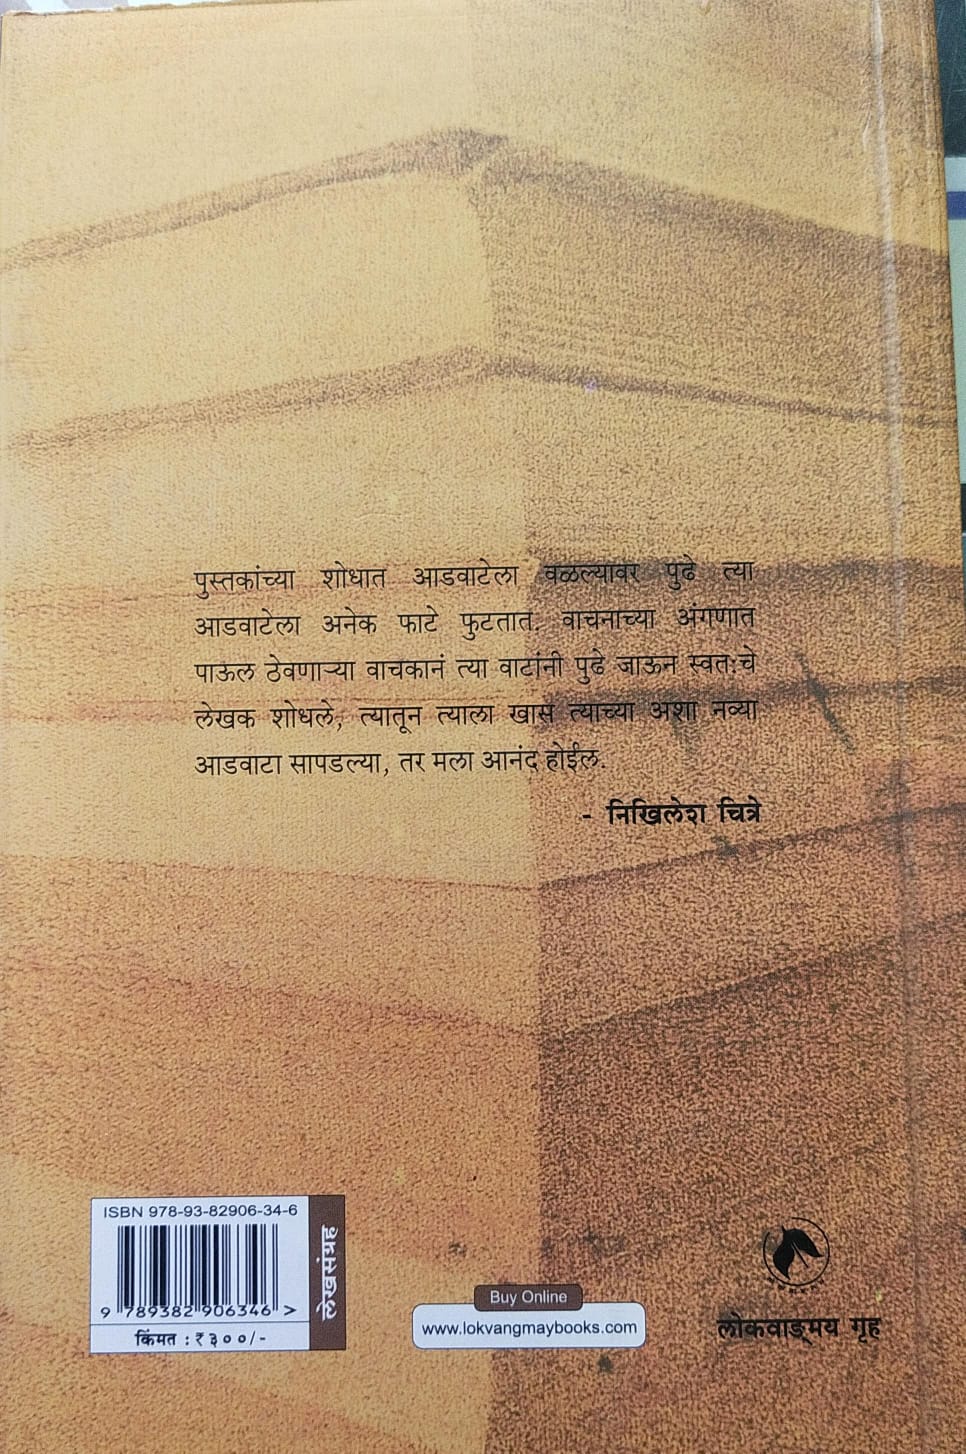 पुस्तकांच्या शोधात आडवाटेला वळल्यावर पुढे त्या
आडवाटेला अनेक फाटे फुटतात. वाचनाच्या अंगणात
पाऊल ठेवणाऱ्या वाचकानं त्या वाटांनी पुढे जाऊन स्वतःचे
लेखक शोधले, त्यातून त्याला खास त्याच्या अशा नव्या
आडवाटा सापडल्या, तर मला आनंद होईल.
- निखिलेश चित्रे
ISBN 978-93-82906-34-6
9 789382 906346 >
किंमत : ₹ ३००/-
लेखसंग्रह
Buy Online
www.lokvangmaybooks.com
लोकवाङ्मय गृह